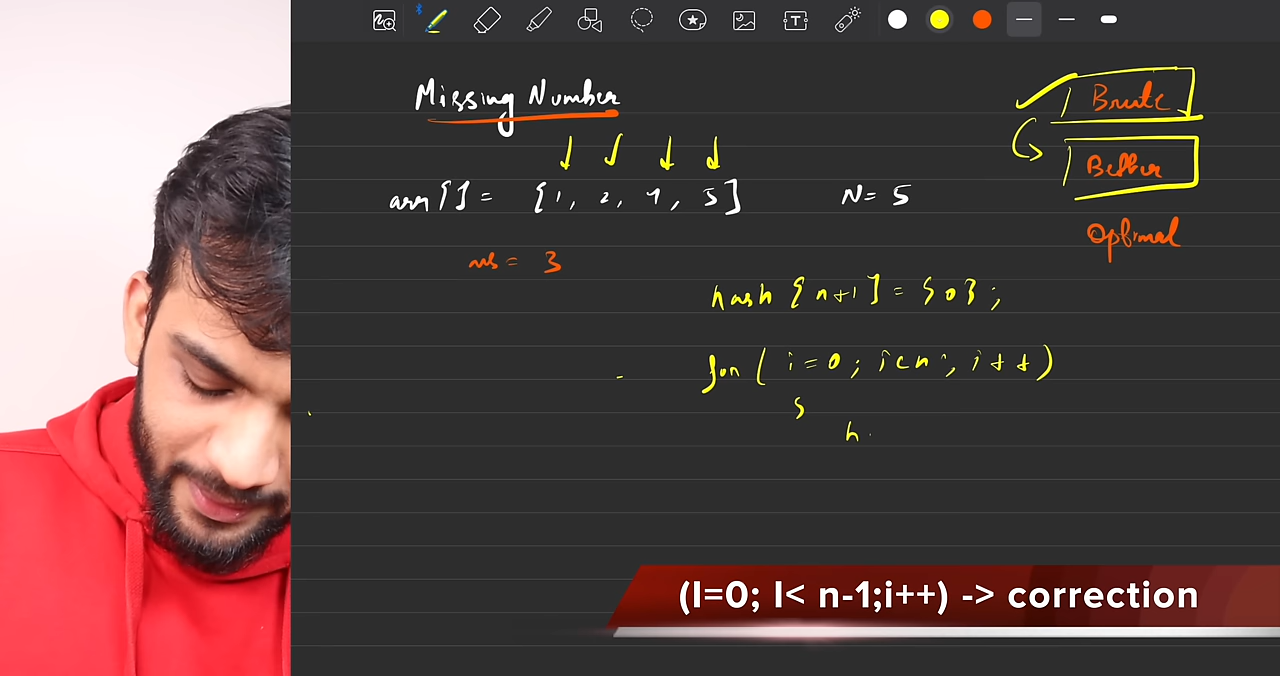 Missing Number
Brute
Better
arr[] = {1, 2, 4, 5}
N = 5
Optimal
ans = 3
hash [n+1] = {0};
for ( i=0; i<n; i++)
{
h
(I=0; I< n-1;i++) -> correction